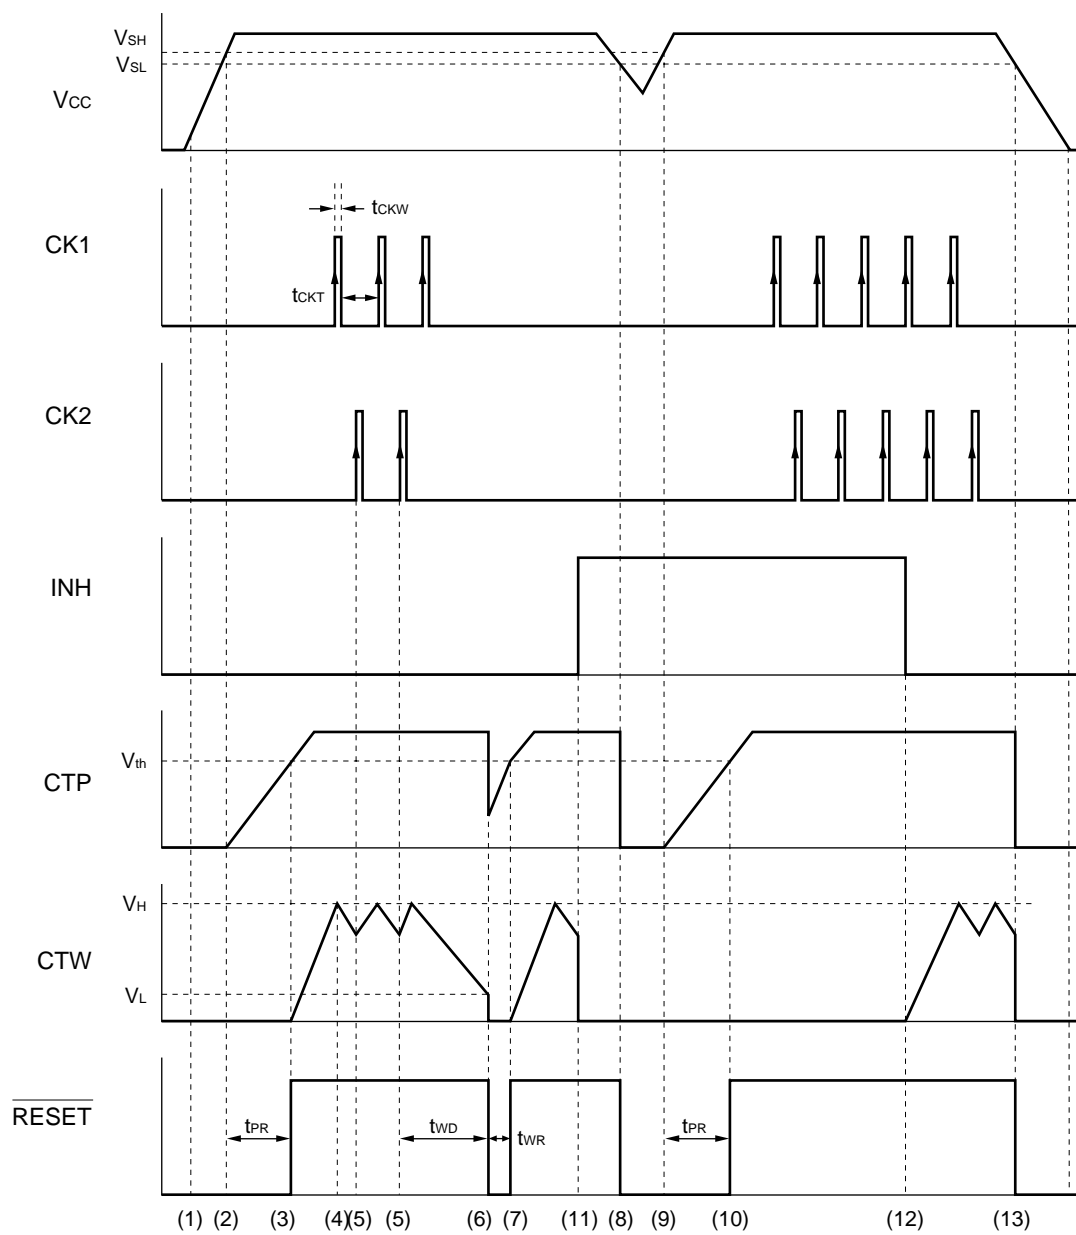 VSH
VSL
VCC
tCKW
CK1
tCKT
CK2
INH
Vth
CTP
VH
CTW
VL
RESET
tPR
tWD
tWR
tPR
(1) (2) (3) (4)(5) (5) (6) (7) (11) (8) (9) (10) (12) (13)